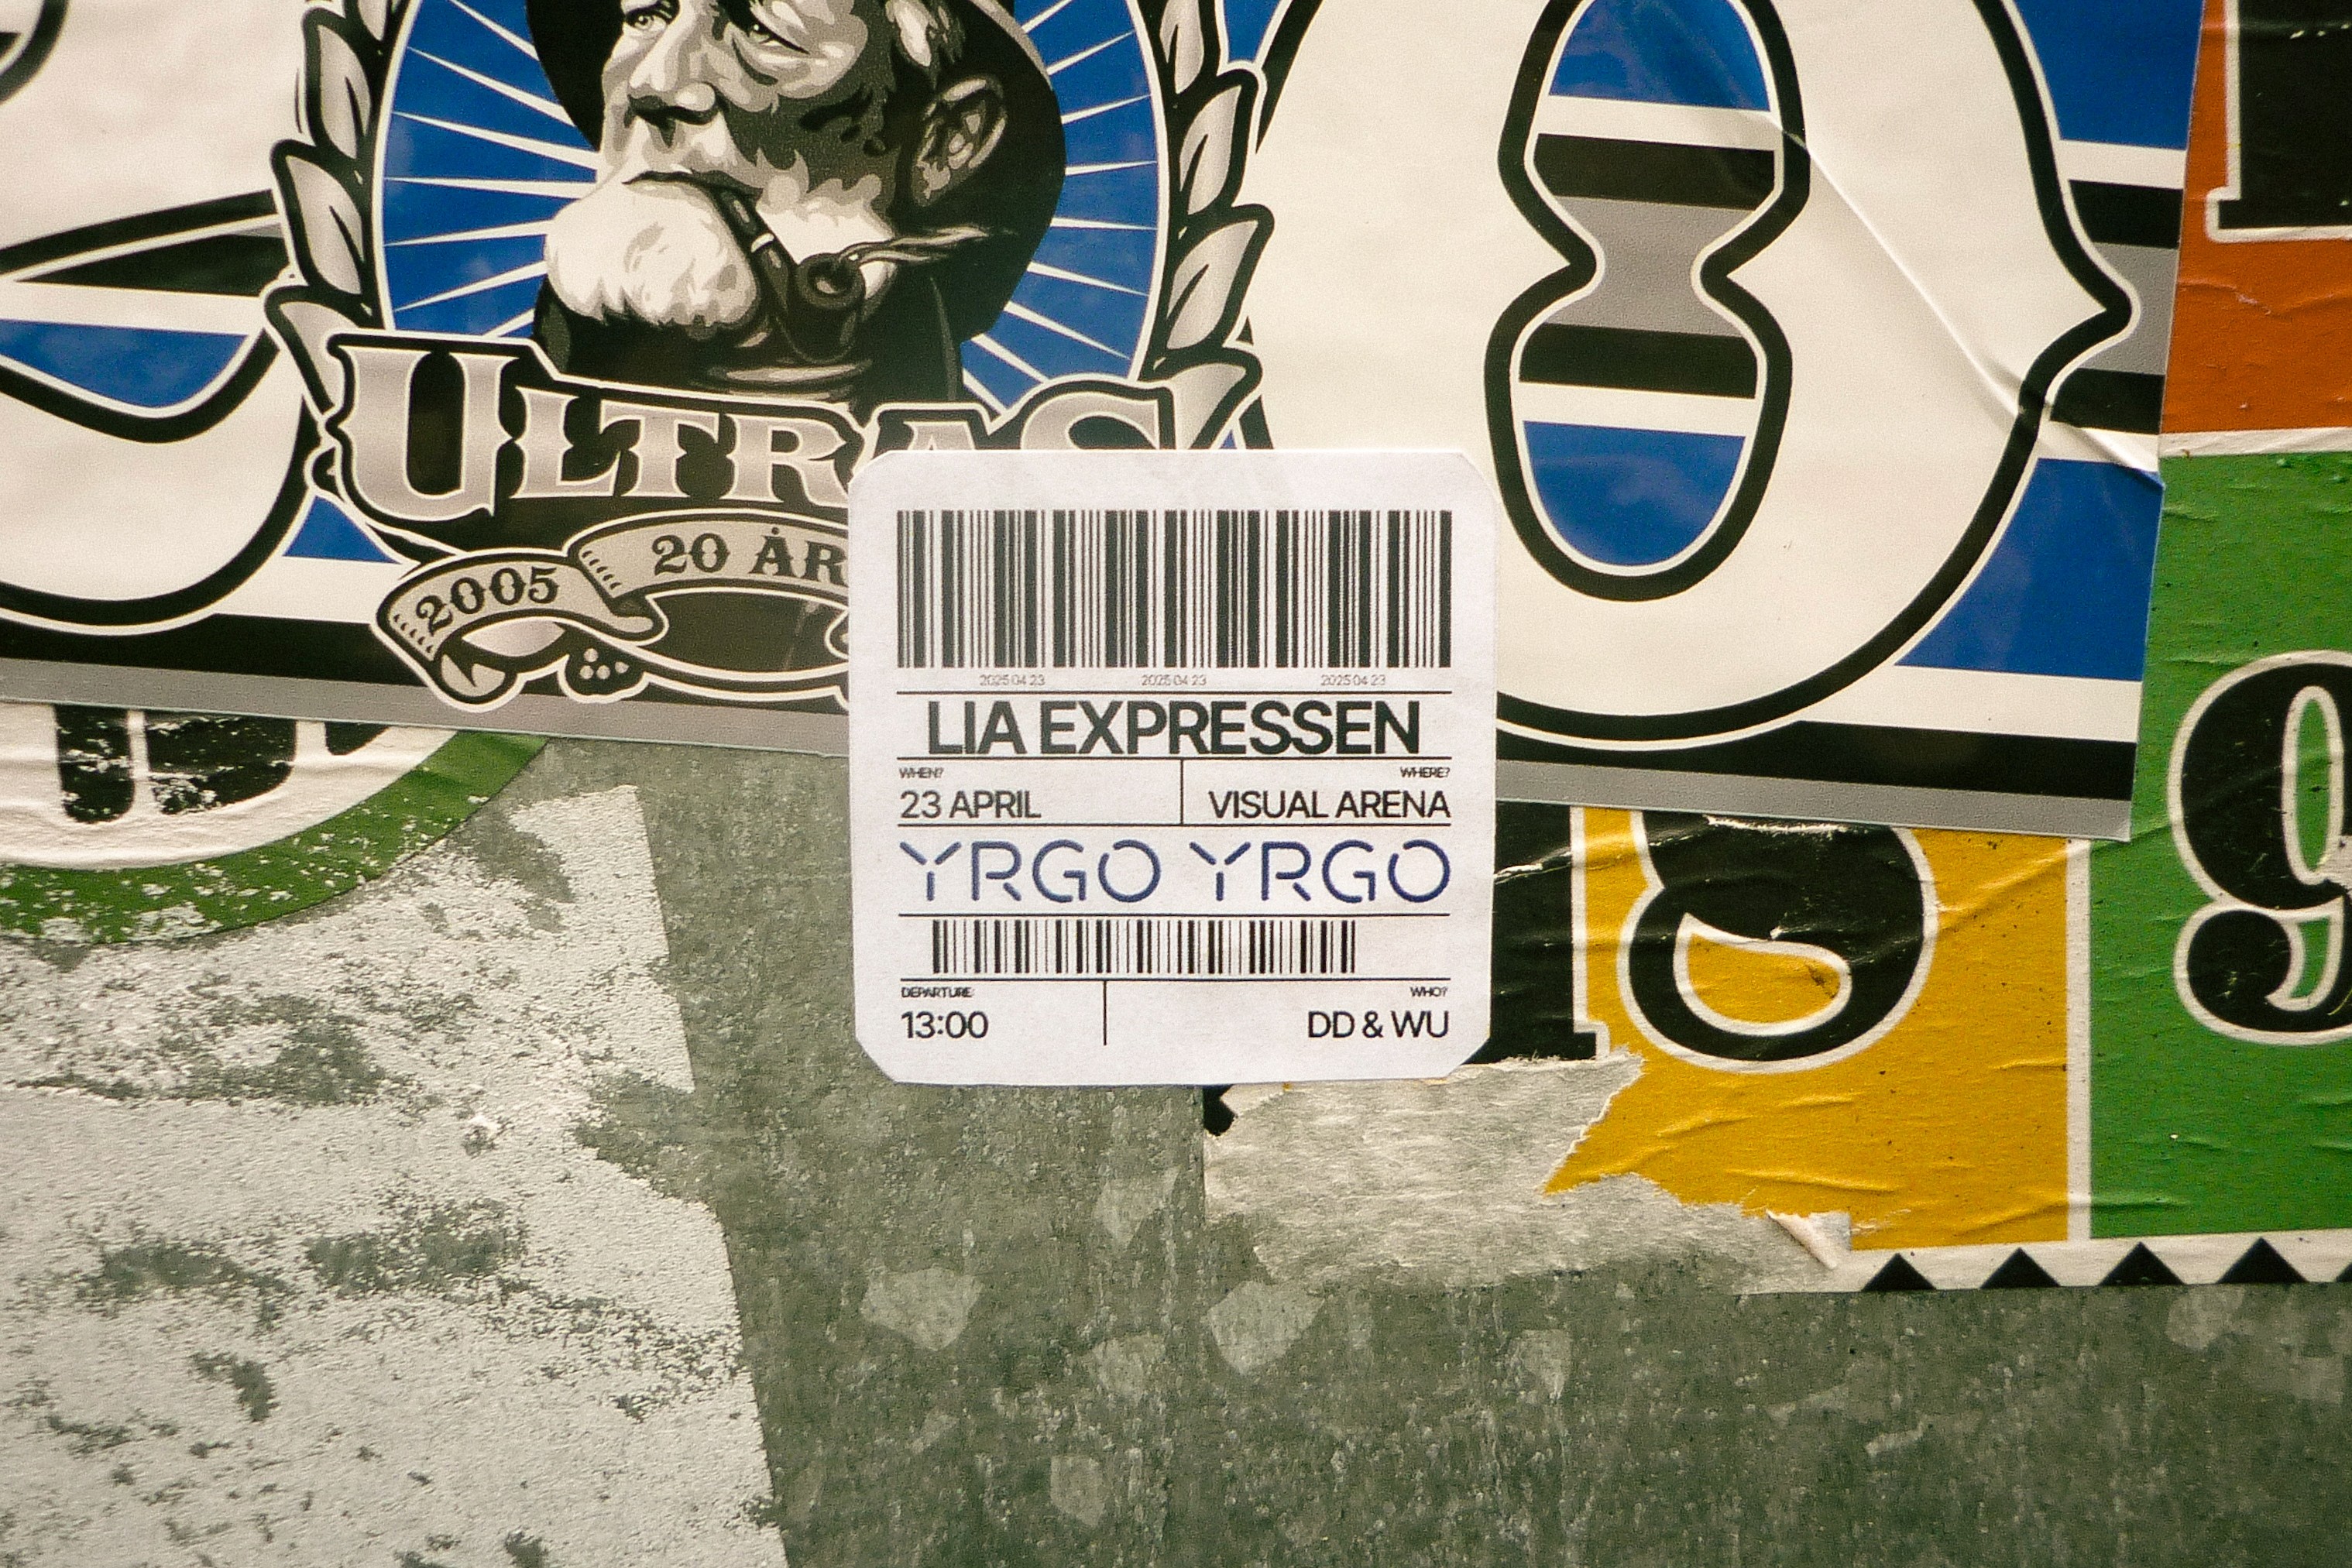 ULTRAS
2005
20 ÅR
2025 04 23 2025 04 23 2025 04 23
LIA EXPRESSEN
WHEN? WHERE?
23 APRIL VISUAL ARENA
YRGO YRGO
DEPARTURE: WHO?
13:00 DD & WU
9